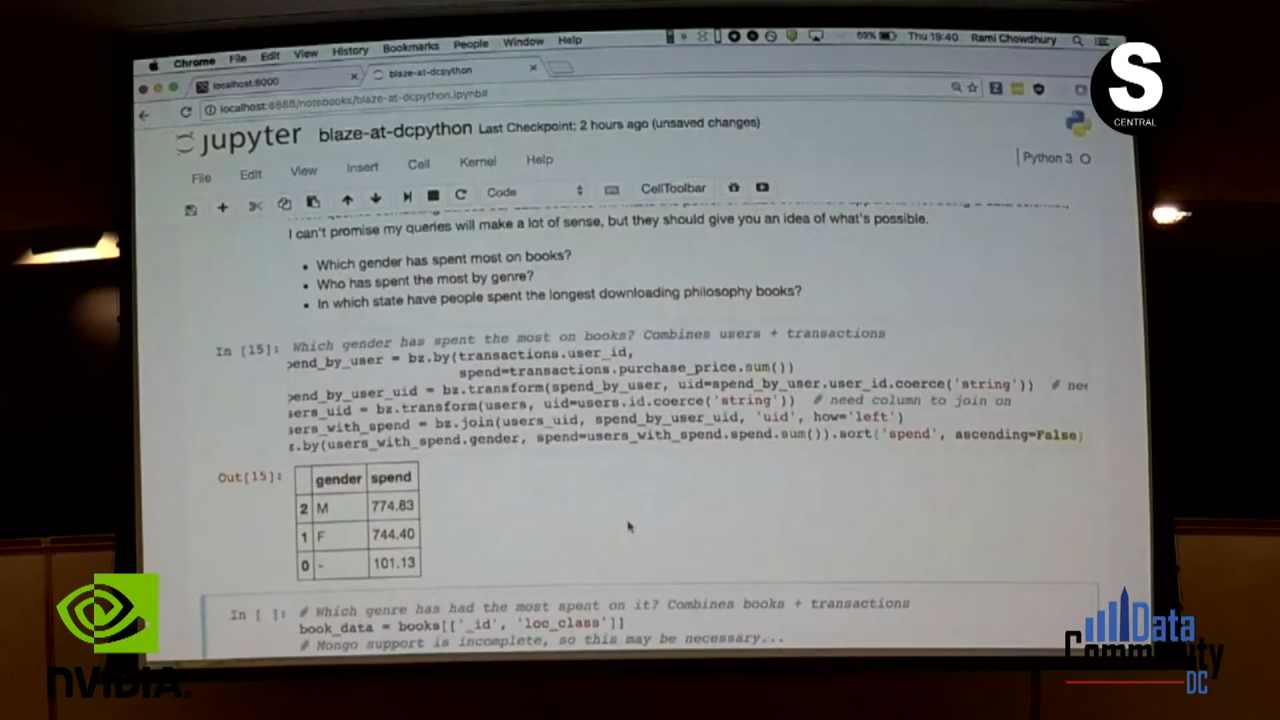 Chrome File Edit View History Bookmarks People Window Help 69% Thu 19:40 Rami Chowdhury
localhost:8000 blaze-at-dcpython
localhost:8888/notebooks/blaze-at-dcpython.ipynb#
S
CENTRAL
jupyter blaze-at-dcpython Last Checkpoint: 2 hours ago (unsaved changes)
File Edit View Insert Cell Kernel Help Python 3
Code CellToolbar
I can't promise my queries will make a lot of sense, but they should give you an idea of what's possible.
• Which gender has spent most on books?
• Who has spent the most by genre?
• In which state have people spent the longest downloading philosophy books?
In [15]: Which gender has spent the most on books? Combines users + transactions
pend_by_user = bz.by(transactions.user_id,
spend=transactions.purchase_price.sum())
pend_by_user_uid = bz.transform(spend_by_user, uid=spend_by_user.user_id.coerce('string')) # nee
sers_uid = bz.transform(users, uid=users.id.coerce('string')) # need column to join on
sers_with_spend = bz.join(users_uid, spend_by_user_uid, 'uid', how='left')
z.by(users_with_spend.gender, spend=users_with_spend.spend.sum()).sort('spend', ascending=False)
Out[15]:
gender spend
2 M 774.83
1 F 744.40
0 - 101.13
In [ ]: # Which genre has had the most spent on it? Combines books + transactions
book_data = books[['_id', 'loc_class']]
# Mongo support is incomplete, so this may be necessary...
nVIDIA.
Data
Community
DC